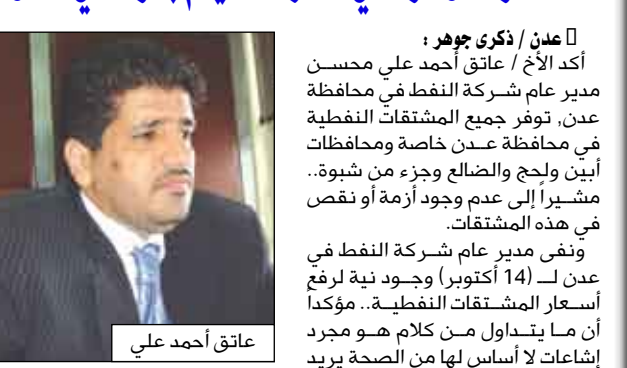 عدن / ذكرى جوهر :
أكد الأخ / عاتق أحمد علي محسن
مدير عام شركة النفط في محافظة
عدن, توفر جميع المشتقات النفطية
في محافظة عدن خاصة ومحافظات
أبين ولحج والضالع وجزء من شبوة..
مشيراً إلى عدم وجود أزمة أو نقص
في هذه المشتقات.
ونفى مدير عام شركة النفط في
عدن لـ (14 أكتوبر) وجود نية لرفع
أسعار المشتقات النفطية.. مؤكداً
أن ما يتداول من كلام هو مجرد
إشاعات لا أساس لها من الصحة يريد
عاتق أحمد علي